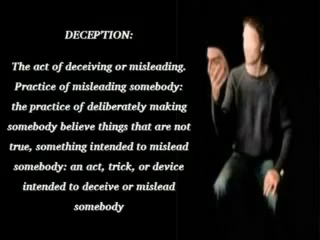 DECEPTION:
The act of deceiving or misleading.
Practice of misleading somebody:
the practice of deliberately making
somebody believe things that are not
true, something intended to mislead
somebody: an act, trick, or device
intended to deceive or mislead
somebody